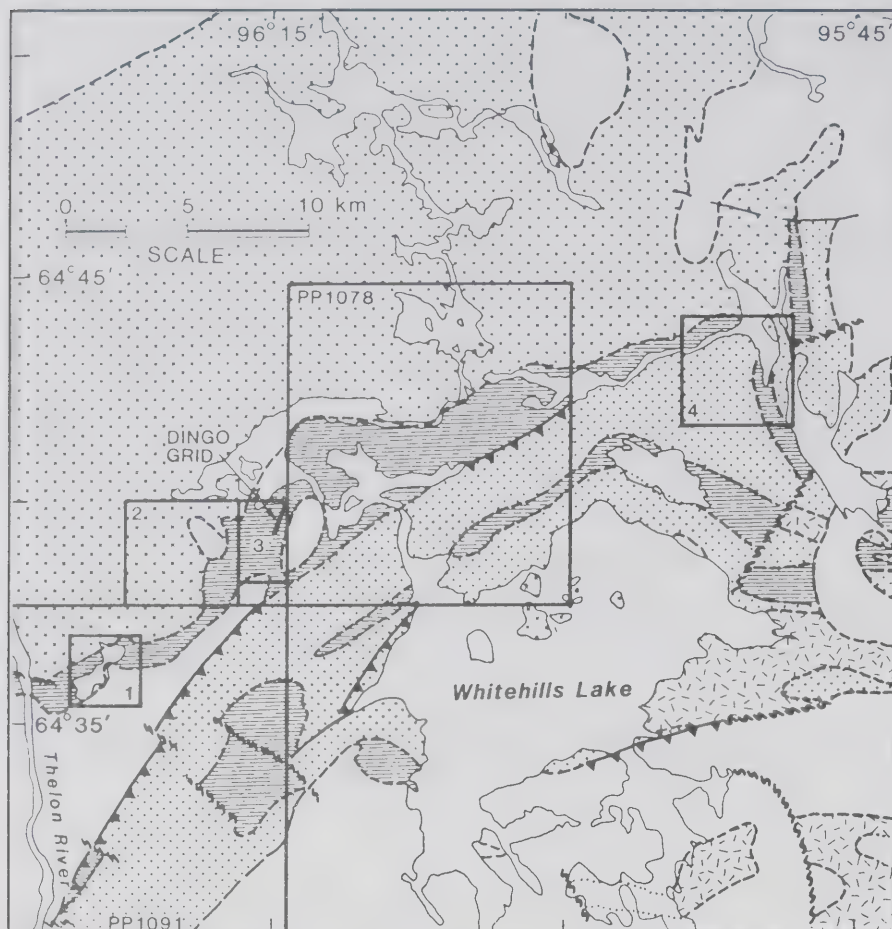 96°15′
95°45′
0 5 10 km
SCALE
64°45′
PP1078
4
DINGO
GRID
2
3
1
64°35′
Whitehills Lake
Thelon River
PP1091